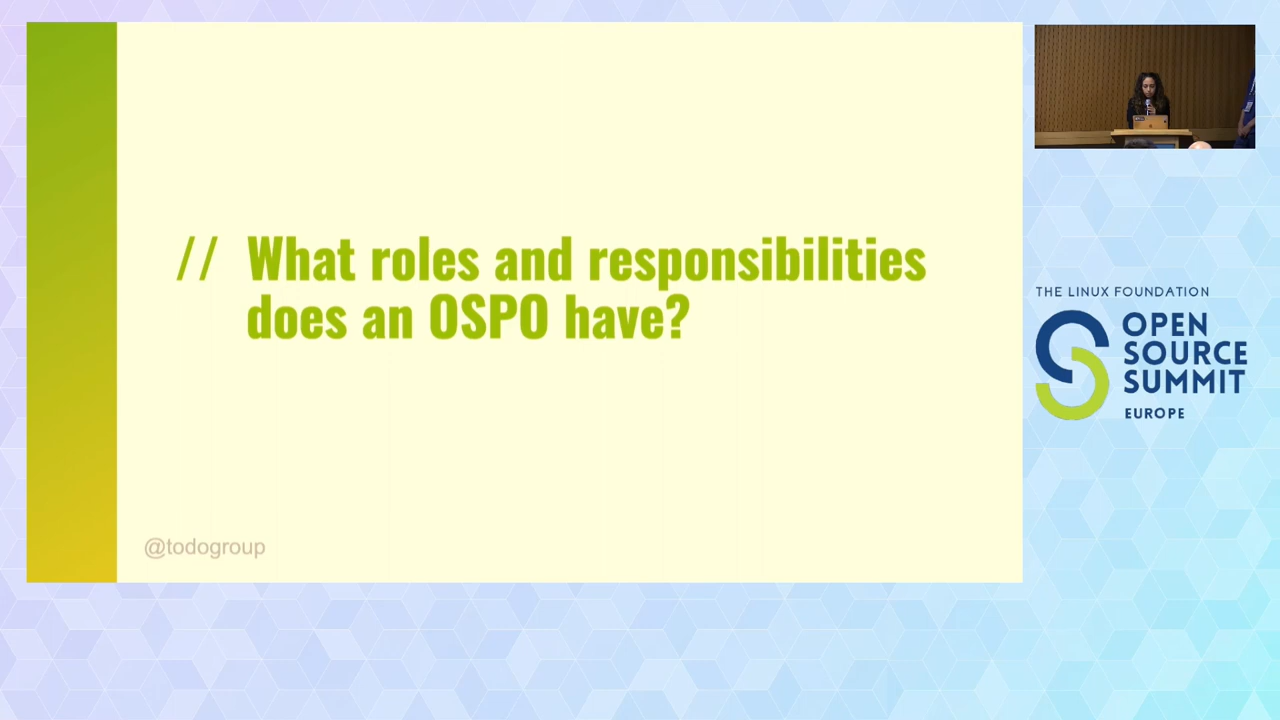 // What roles and responsibilities
does an OSPO have?
@todogroup
THE LINUX FOUNDATION
OPEN
SOURCE
SUMMIT
EUROPE